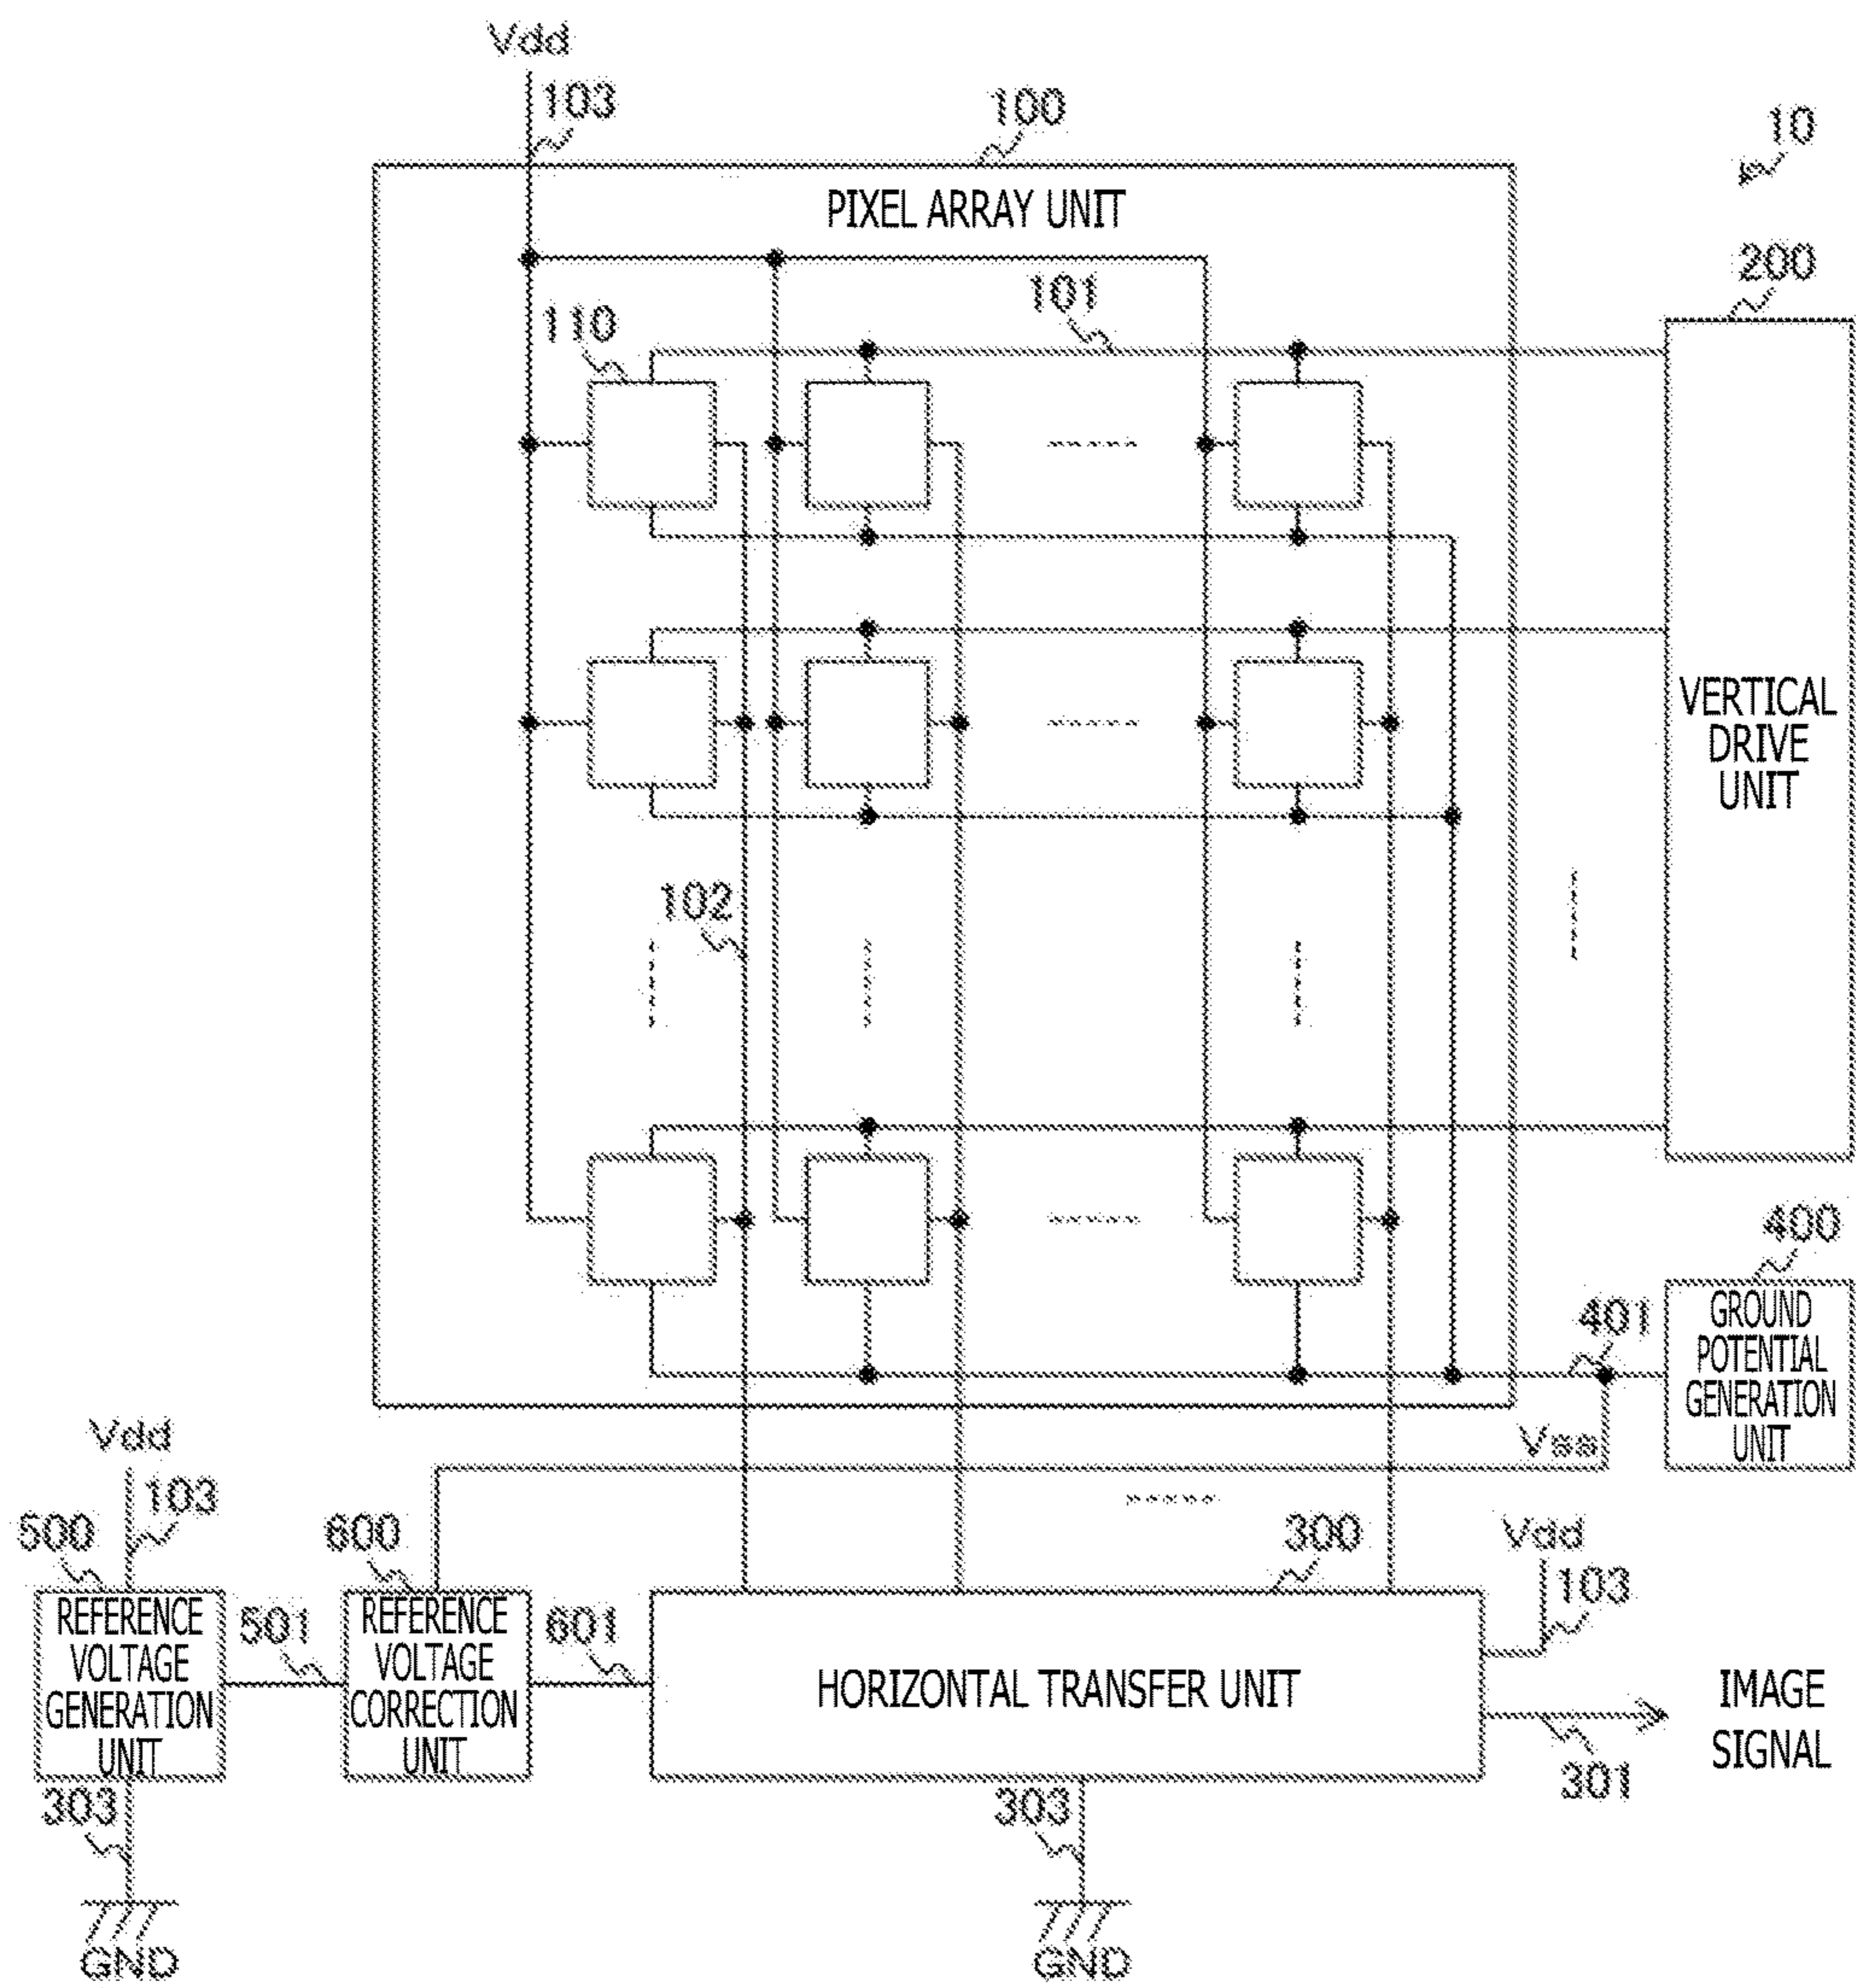 Vdd
103
100
10
PIXEL ARRAY UNIT
200
101
110
VERTICAL
DRIVE
UNIT
102
400
GROUND
POTENTIAL
GENERATION
UNIT
401
Vss
Vdd
103
500
600
300
Vdd
103
REFERENCE
VOLTAGE
GENERATION
UNIT
501
REFERENCE
VOLTAGE
CORRECTION
UNIT
601
HORIZONTAL TRANSFER UNIT
IMAGE
SIGNAL
301
303
303
GND
GND